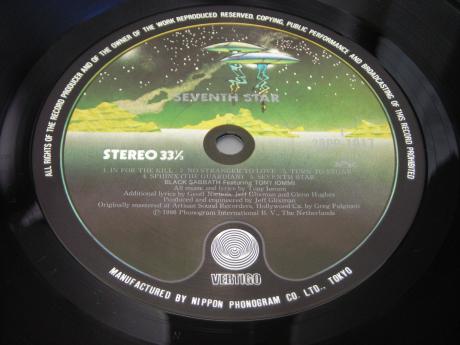 ALL RIGHTS OF THE RECORD PRODUCER AND OF THE OWNER OF THE WORK REPRODUCED RESERVED. COPYING, PUBLIC PERFORMANCE AND BROADCASTING OF THIS RECORD PROHIBITED
SEVENTH STAR
STEREO 33⅓
1. IN FOR THE KILL 2. NO STRANGER TO LOVE 3. TURN TO STONE
4. SPHINX (THE GUARDIAN) 5. SEVENTH STAR
BLACK SABBATH Featuring TONY IOMMI
All music and lyrics by Tony Iommi
Additional lyrics by Geoff Nicholls, Jeff Glixman and Glenn Hughes
Produced and engineered by Jeff Glixman
Originally mastered at Artisan Sound Recorders, Hollywood Ca. by Greg Fulginiti
Ⓟ 1986 Phonogram International B. V., The Netherlands
VERTIGO
MANUFACTURED BY NIPPON PHONOGRAM CO. LTD., TOKYO